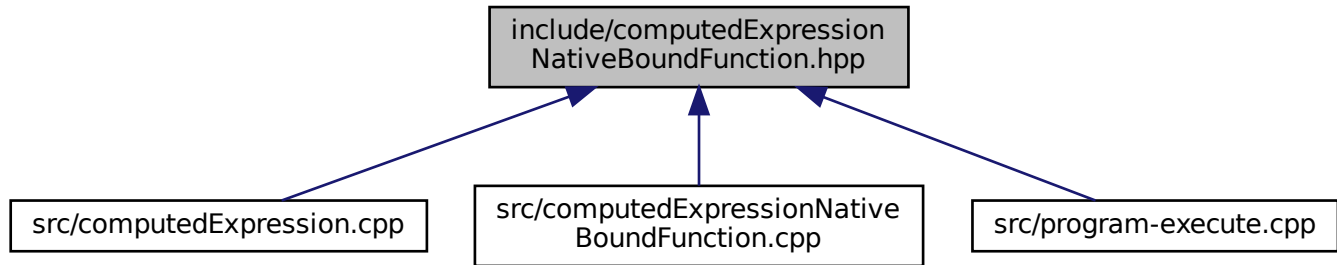 include/computedExpression
NativeBoundFunction.hpp
src/computedExpression.cpp
src/computedExpressionNative
BoundFunction.cpp
src/program-execute.cpp